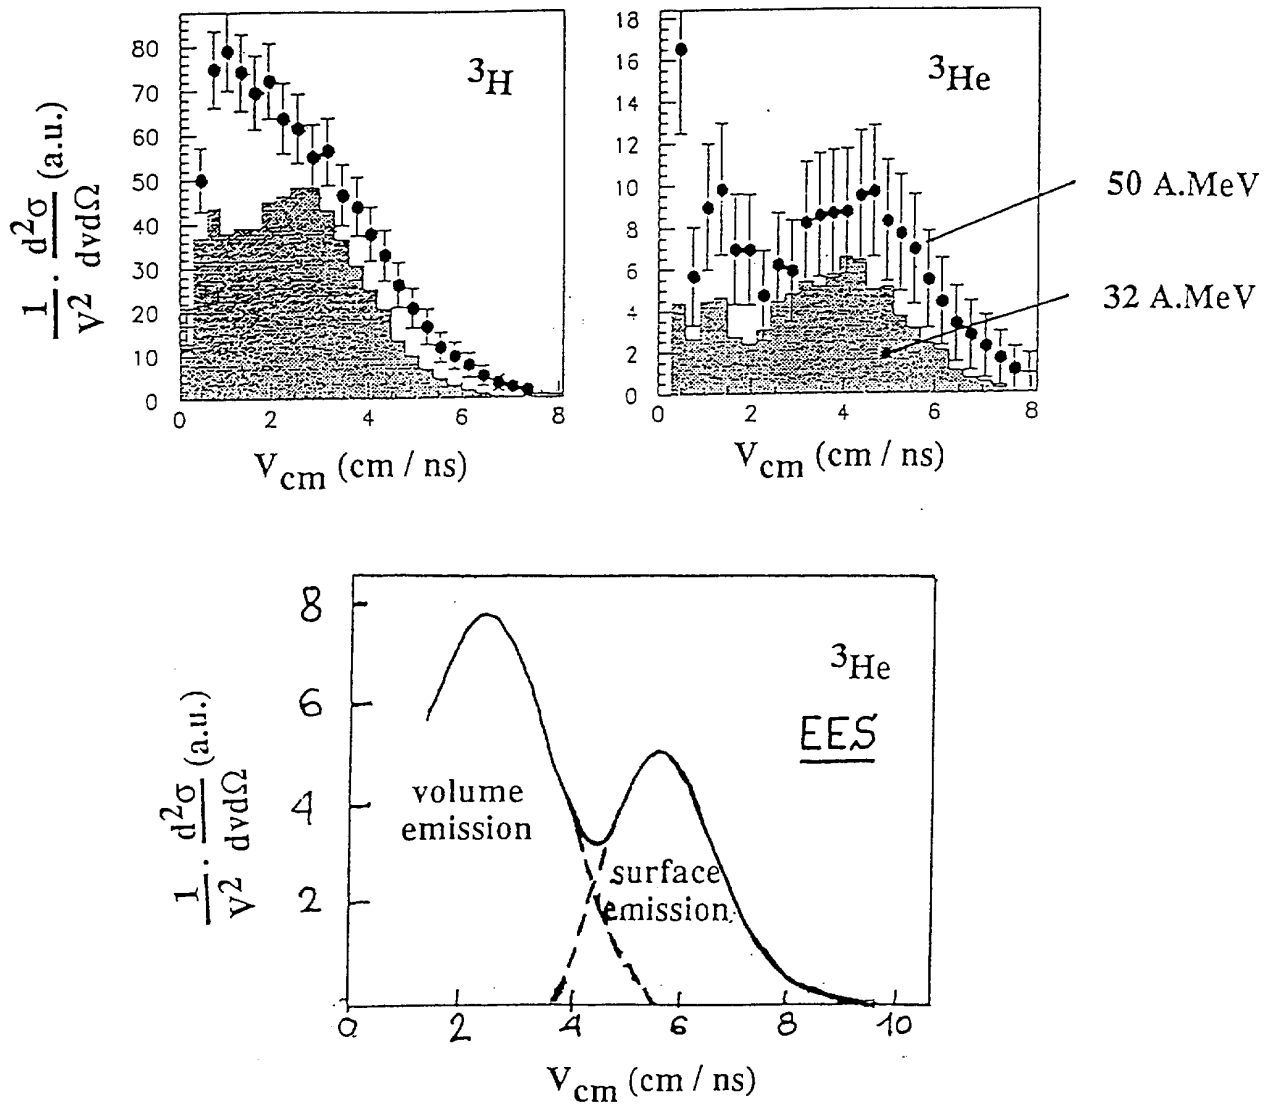 80
70
60
50
40
30
20
10
0
0 2 4 6 8
³H
1/V² · d²σ/dvdΩ (a.u.)
V_cm (cm / ns)
18
16
14
12
10
8
6
4
2
0
0 2 4 6 8
³He
V_cm (cm / ns)
50 A.MeV
32 A.MeV
8
6
4
2
0 2 4 6 8 10
³He
EES
volume
emission
surface
emission
1/V² · d²σ/dvdΩ (a.u.)
V_cm (cm / ns)